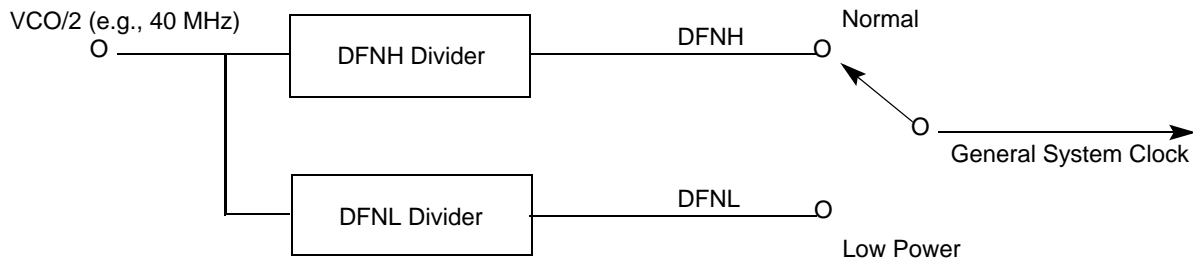 VCO/2 (e.g., 40 MHz)
DFNH Divider
DFNH
Normal
General System Clock
DFNL Divider
DFNL
Low Power